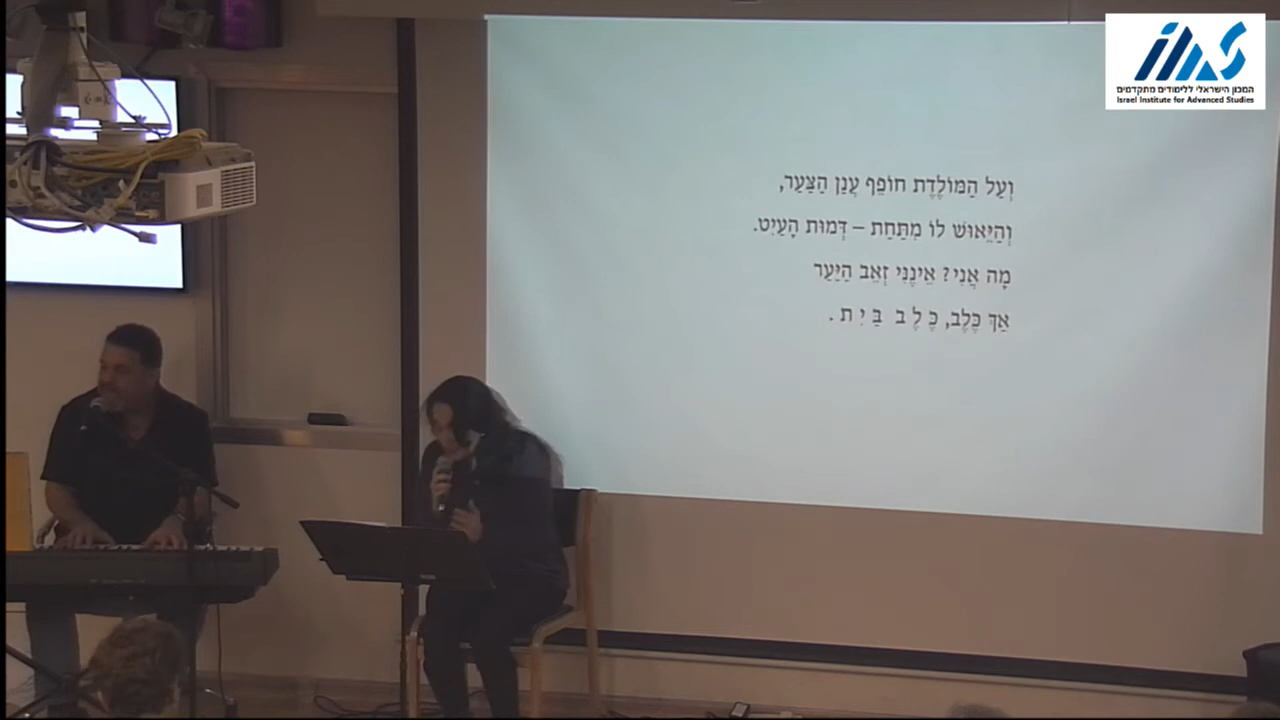 המכון הישראלי ללימודים מתקדמים
Israel Institute for Advanced Studies
וְעַל הַמּוֹלֶדֶת חוֹפֵף עֲנַן הַצַּעַר,
וְהַיֵּאוּשׁ לוֹ מִתַּחַת – דְּמוּת הָעַיִט.
מָה אֲנִי? אֵינֶנִּי זְאֵב הַיַּעַר
אַךְ כֶּלֶב, כֶּ לֶ ב בַּ יִ ת .